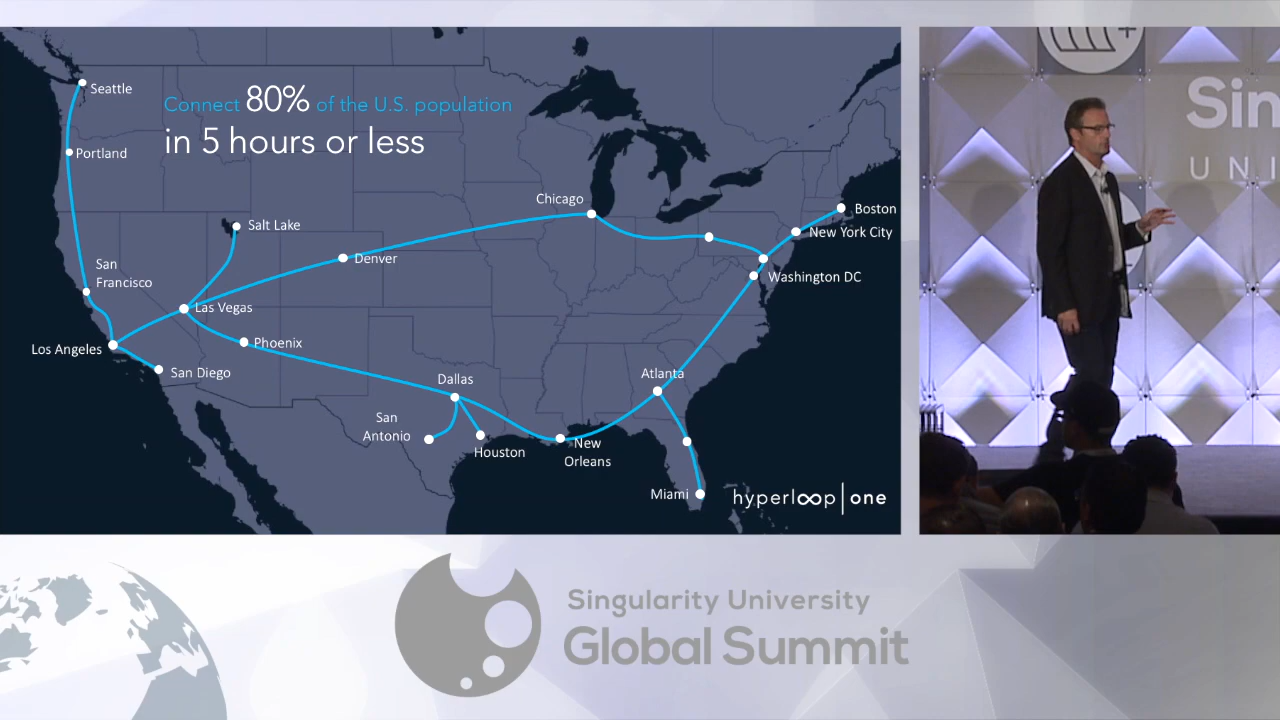 Connect 80% of the U.S. population
in 5 hours or less
Seattle
Portland
San
Francisco
Los Angeles
San Diego
Las Vegas
Salt Lake
Denver
Phoenix
Chicago
Dallas
San
Antonio
Houston
New
Orleans
Atlanta
Miami
Boston
New York City
Washington DC
hyperloop|one
Singularity University
Global Summit